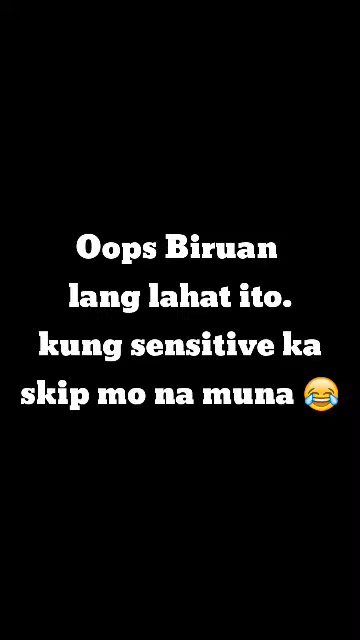 Oops Biruan
lang lahat ito.
kung sensitive ka
skip mo na muna 😂